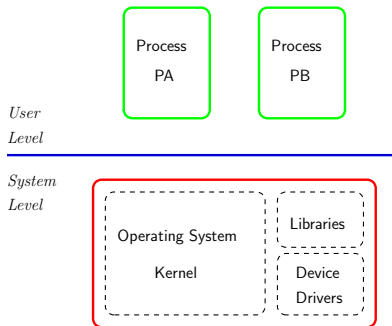 Process
PA
Process
PB
User
Level
System
Level
Operating System
Kernel
Libraries
Device
Drivers